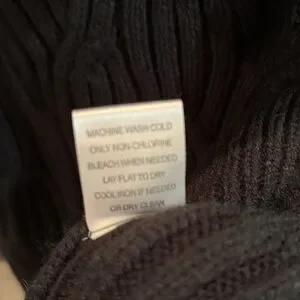 MACHINE WASH COLD
ONLY NON-CHLORINE
BLEACH WHEN NEEDED
LAY FLAT TO DRY
COOL IRON IF NEEDED
OR DRY CLEAN